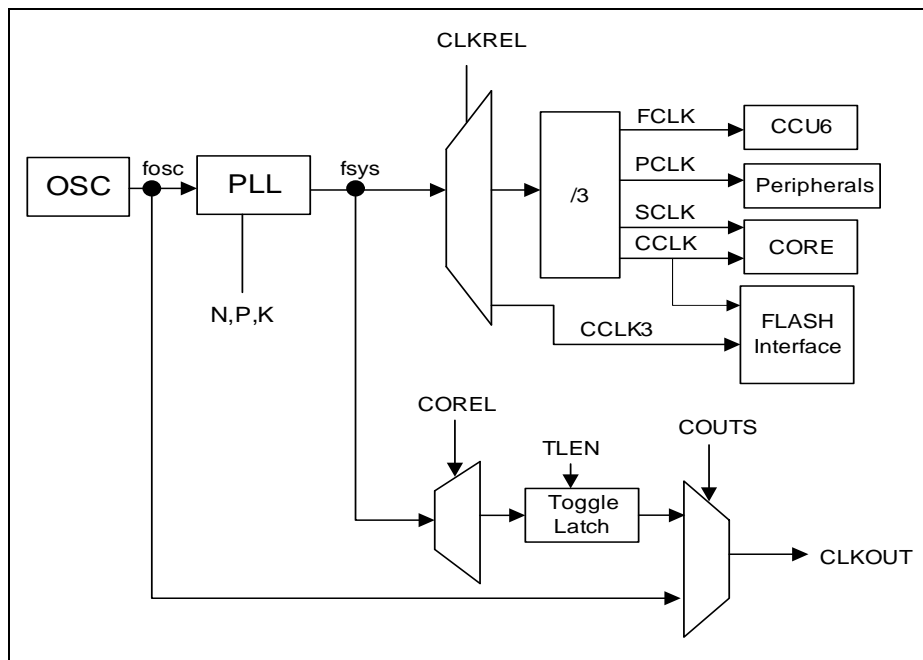 CLKREL
FCLK
CCU6
OSC
fosc
PLL
fsys
/3
PCLK
Peripherals
SCLK
CCLK
CORE
N,P,K
CCLK3
FLASH
Interface
COREL
TLEN
COUTS
Toggle
Latch
CLKOUT